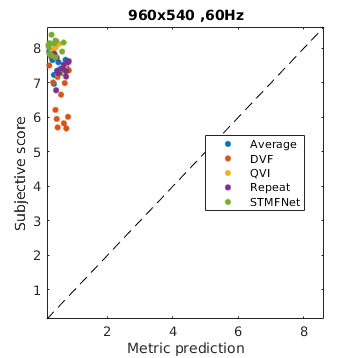 960x540 ,60Hz
Subjective score
8
7
6
5
4
3
2
1
Average
DVF
QVI
Repeat
STMFNet
2 4 6 8
Metric prediction